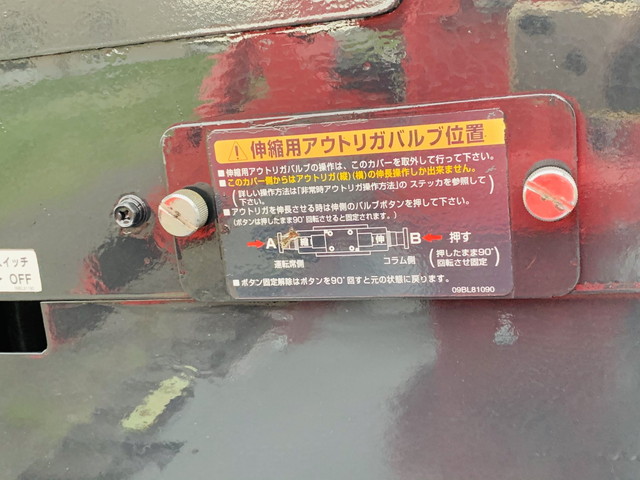 伸縮用アウトリガバルブ位置
■伸縮用アウトリガバルブの操作は、このカバーを取外して行って下さい。
■このカバー側からはアウトリガ(縦)(横)の伸長操作しか出来ません。
(詳しい操作方法は「非常時アウトリガ操作方法」のステッカを参照して下さい。)
■アウトリガを伸長させる時は伸側のバルブボタンを押して下さい。
(ボタンは押したまま90°回転させると固定されます。)
A 縮 伸 B 押す
運転席側 コラム側 (押したまま90°回転させ固定)
■ボタン固定解除はボタンを90°回すと元の状態に戻ります。
09BL81090
スイッチ
OFF